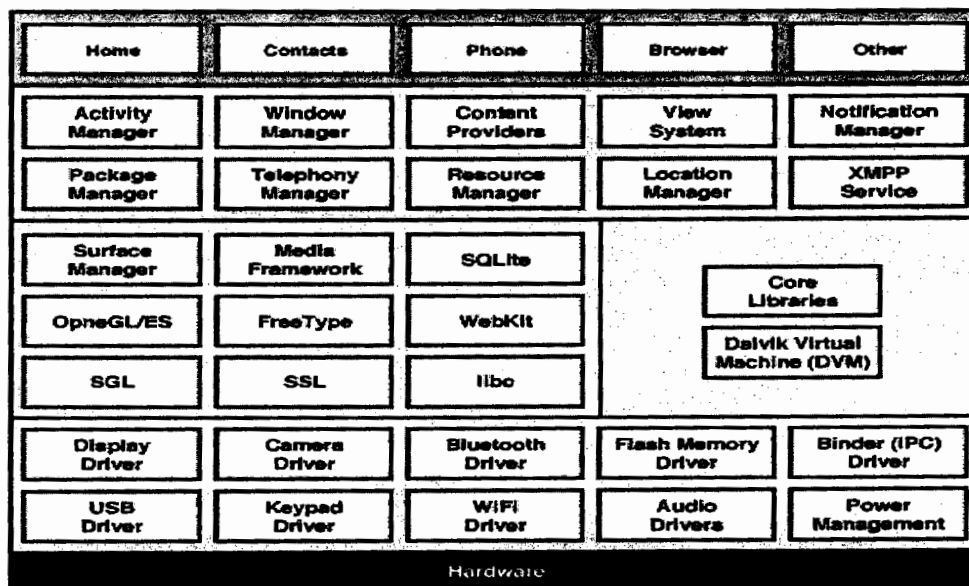 Home
Contacts
Phone
Browser
Other
Activity
Manager
Window
Manager
Content
Providers
View
System
Notification
Manager
Package
Manager
Telephony
Manager
Resource
Manager
Location
Manager
XMPP
Service
Surface
Manager
Media
Framework
SQLite
Core
Libraries
OpneGL/ES
FreeType
WebKit
Dalvik Virtual
Machine (DVM)
SGL
SSL
libc
Display
Driver
Camera
Driver
Bluetooth
Driver
Flash Memory
Driver
Binder (IPC)
Driver
USB
Driver
Keypad
Driver
WiFi
Driver
Audio
Drivers
Power
Management
Hardware